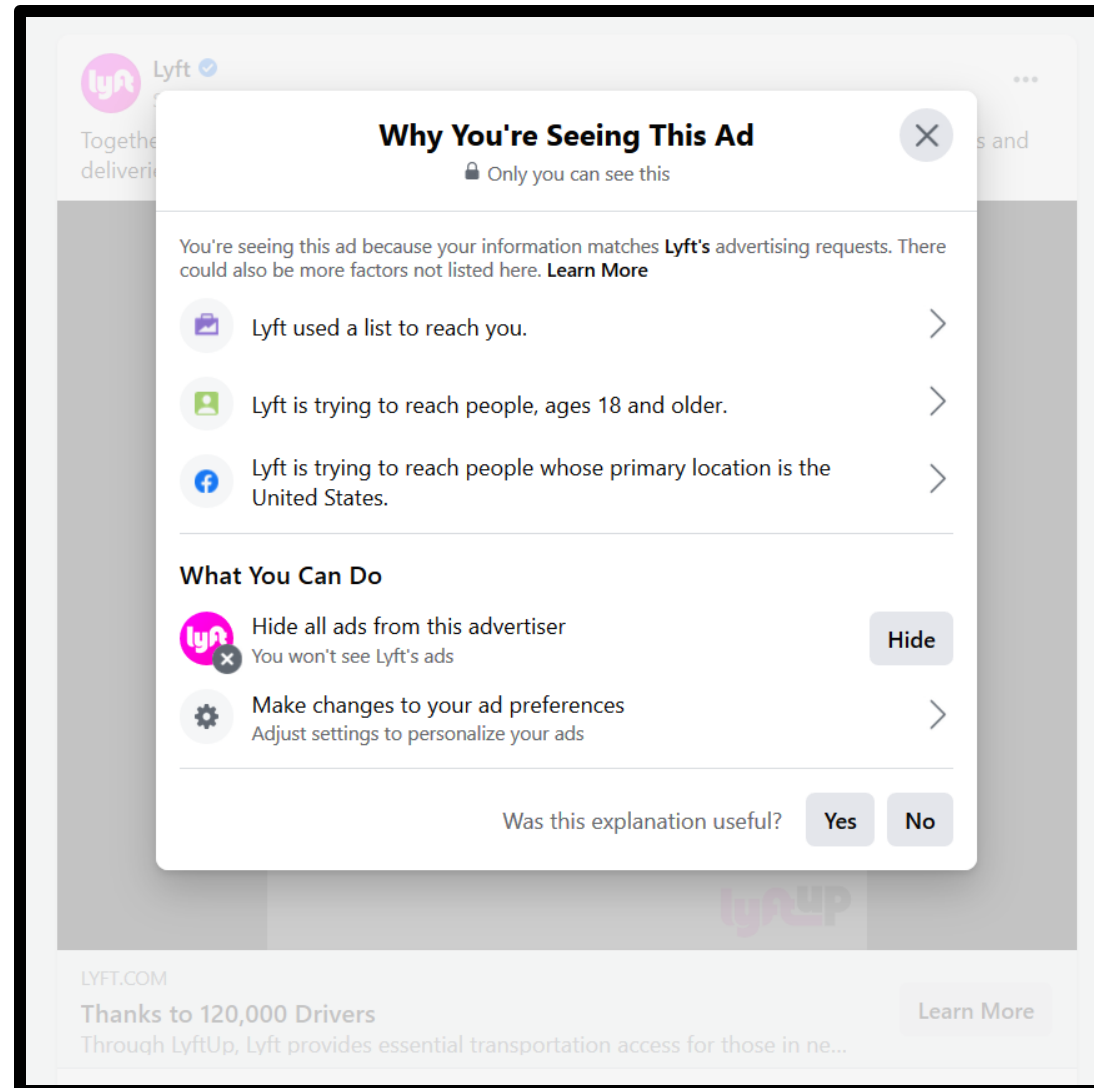 lyft
Lyft
Togethe
s and
deliveri
Why You're Seeing This Ad
Only you can see this
You're seeing this ad because your information matches Lyft's advertising requests. There
could also be more factors not listed here. Learn More
Lyft used a list to reach you.
Lyft is trying to reach people, ages 18 and older.
Lyft is trying to reach people whose primary location is the
United States.
What You Can Do
lyft
Hide all ads from this advertiser
You won't see Lyft's ads
Hide
Make changes to your ad preferences
Adjust settings to personalize your ads
Was this explanation useful?
Yes
No
lyftup
LYFT.COM
Thanks to 120,000 Drivers
Through LyftUp, Lyft provides essential transportation access for those in ne...
Learn More